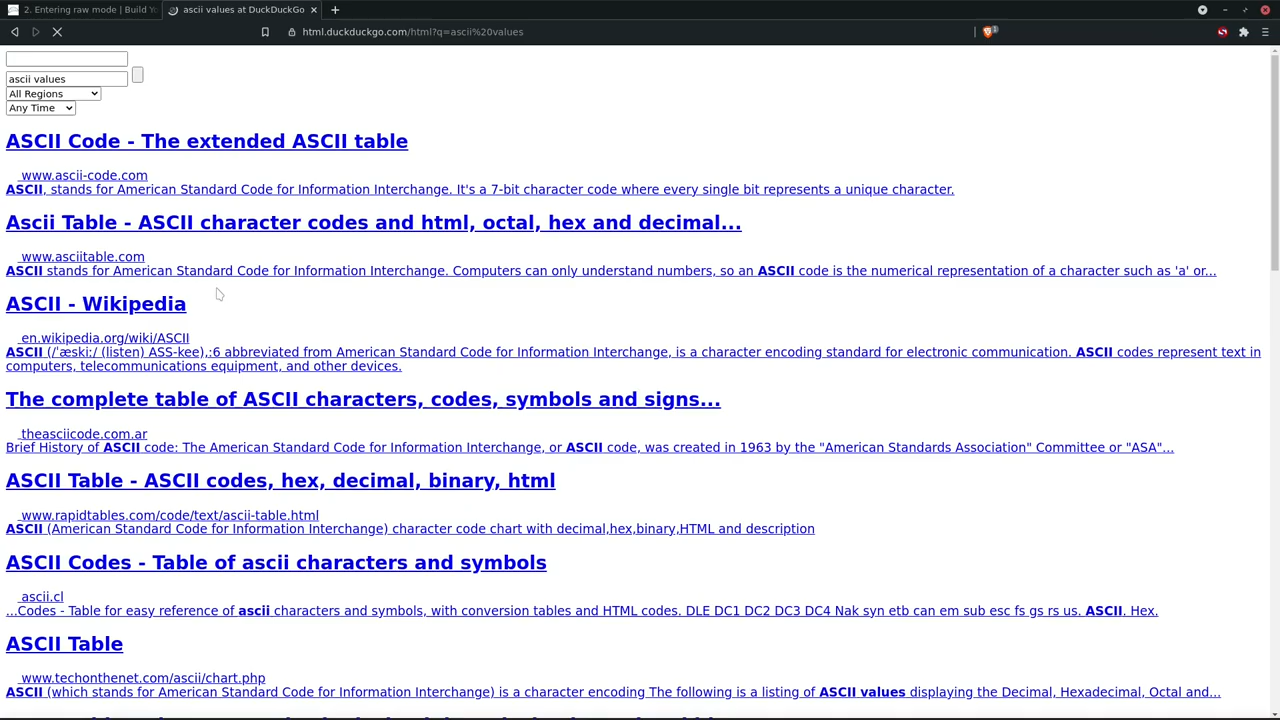 2. Entering raw mode | Build Yo
ascii values at DuckDuckGo
html.duckduckgo.com/html?q=ascii%20values
1
ascii values
All Regions
Any Time
ASCII Code - The extended ASCII table
www.ascii-code.com
ASCII, stands for American Standard Code for Information Interchange. It's a 7-bit character code where every single bit represents a unique character.
Ascii Table - ASCII character codes and html, octal, hex and decimal...
www.asciitable.com
ASCII stands for American Standard Code for Information Interchange. Computers can only understand numbers, so an ASCII code is the numerical representation of a character such as 'a' or...
ASCII - Wikipedia
en.wikipedia.org/wiki/ASCII
ASCII (/ˈæskiː/ (listen) ASS-kee),:6 abbreviated from American Standard Code for Information Interchange, is a character encoding standard for electronic communication. ASCII codes represent text in
computers, telecommunications equipment, and other devices.
The complete table of ASCII characters, codes, symbols and signs...
theasciicode.com.ar
Brief History of ASCII code: The American Standard Code for Information Interchange, or ASCII code, was created in 1963 by the "American Standards Association" Committee or "ASA"...
ASCII Table - ASCII codes, hex, decimal, binary, html
www.rapidtables.com/code/text/ascii-table.html
ASCII (American Standard Code for Information Interchange) character code chart with decimal,hex,binary,HTML and description
ASCII Codes - Table of ascii characters and symbols
ascii.cl
...Codes - Table for easy reference of ascii characters and symbols, with conversion tables and HTML codes. DLE DC1 DC2 DC3 DC4 Nak syn etb can em sub esc fs gs rs us. ASCII. Hex.
ASCII Table
www.techonthenet.com/ascii/chart.php
ASCII (which stands for American Standard Code for Information Interchange) is a character encoding The following is a listing of ASCII values displaying the Decimal, Hexadecimal, Octal and...